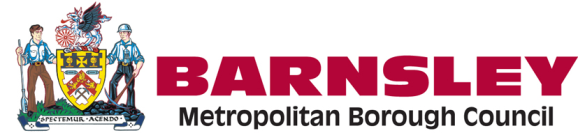 BARNSLEY
Metropolitan Borough Council
SPECTEMUR · AGENDO ·